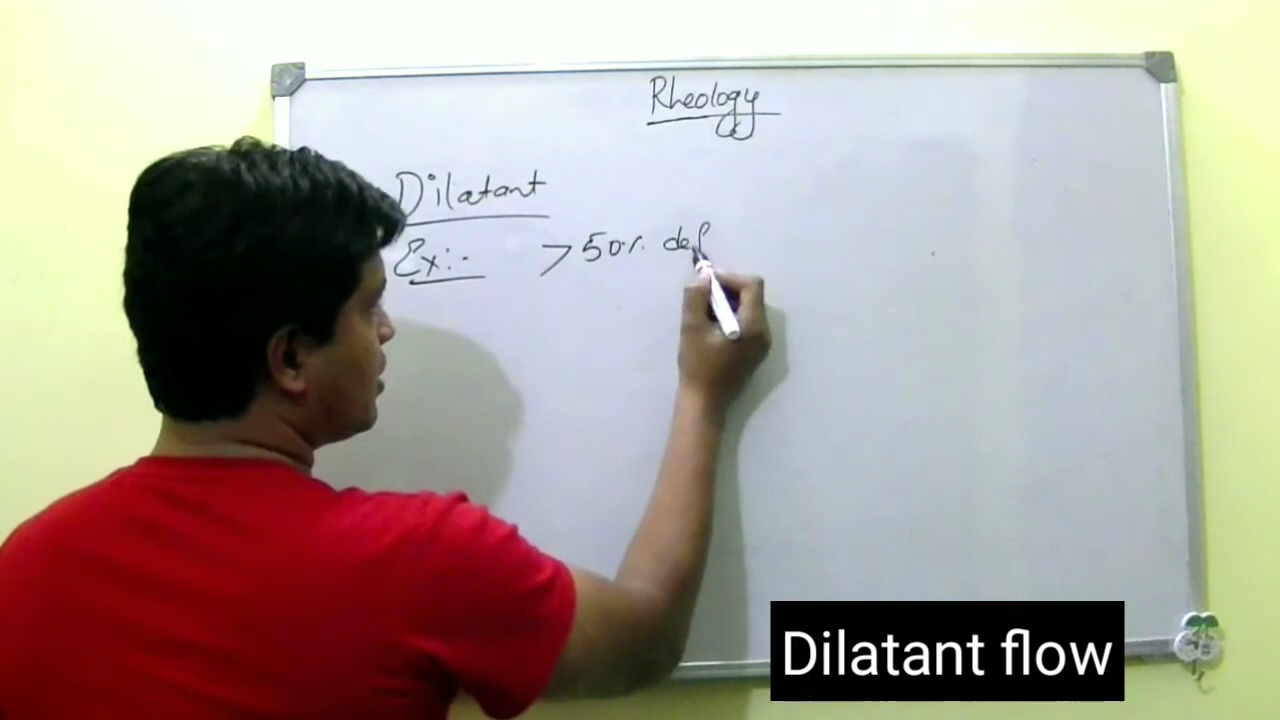 Rheology
Dilatant
Ex:-    >50% def
Dilatant flow